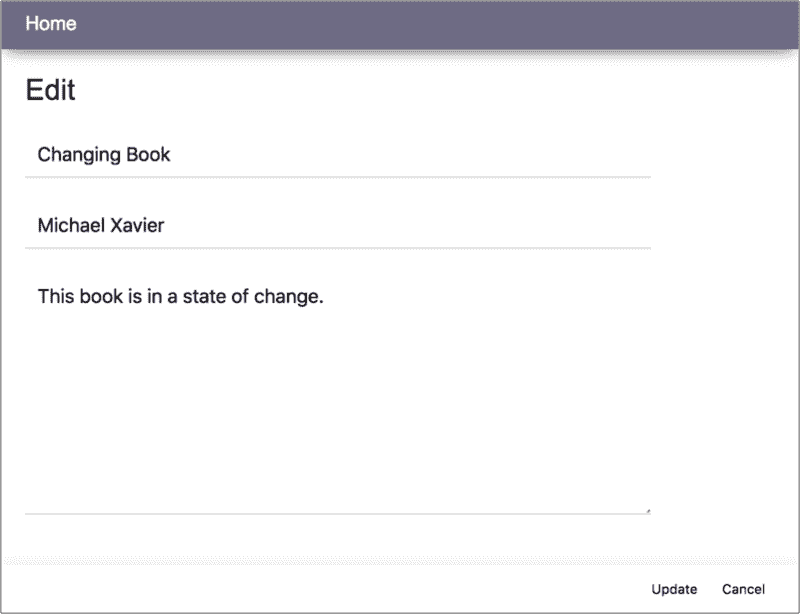 Home
Edit
Changing Book
Michael Xavier
This book is in a state of change.
Update Cancel